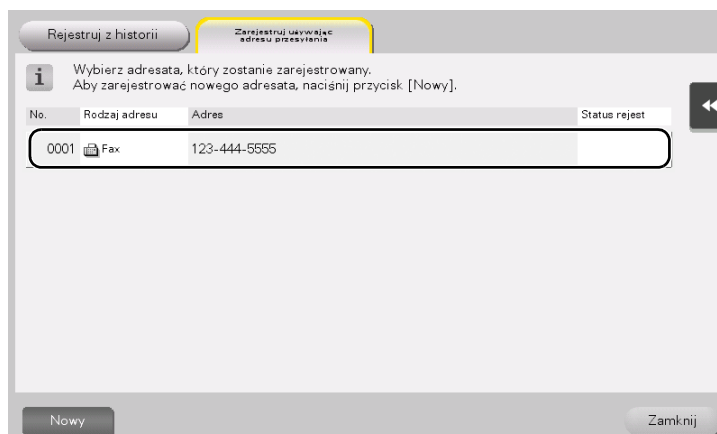 Rejestruj z historii
Zarejestruj używając
adresu przesyłania
Wybierz adresata, który zostanie zarejestrowany.
Aby zarejestrować nowego adresata, naciśnij przycisk [Nowy].
No. Rodzaj adresu Adres Status rejest
0001 Fax 123-444-5555
Nowy Zamknij